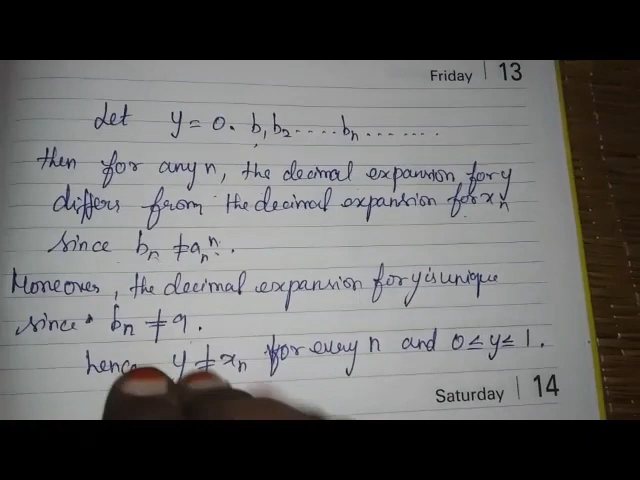 Friday 13
Let y = 0. b₁ b₂ ..... bₙ ........
then for any n, the decimal expansion for y
differs from the decimal expansion for xₙ
since bₙ ≠ aₙⁿ.
Moreover, the decimal expansion for y is unique
since bₙ ≠ 9.
hence y ≠ xₙ for every n and 0 ≤ y ≤ 1.
Saturday 14